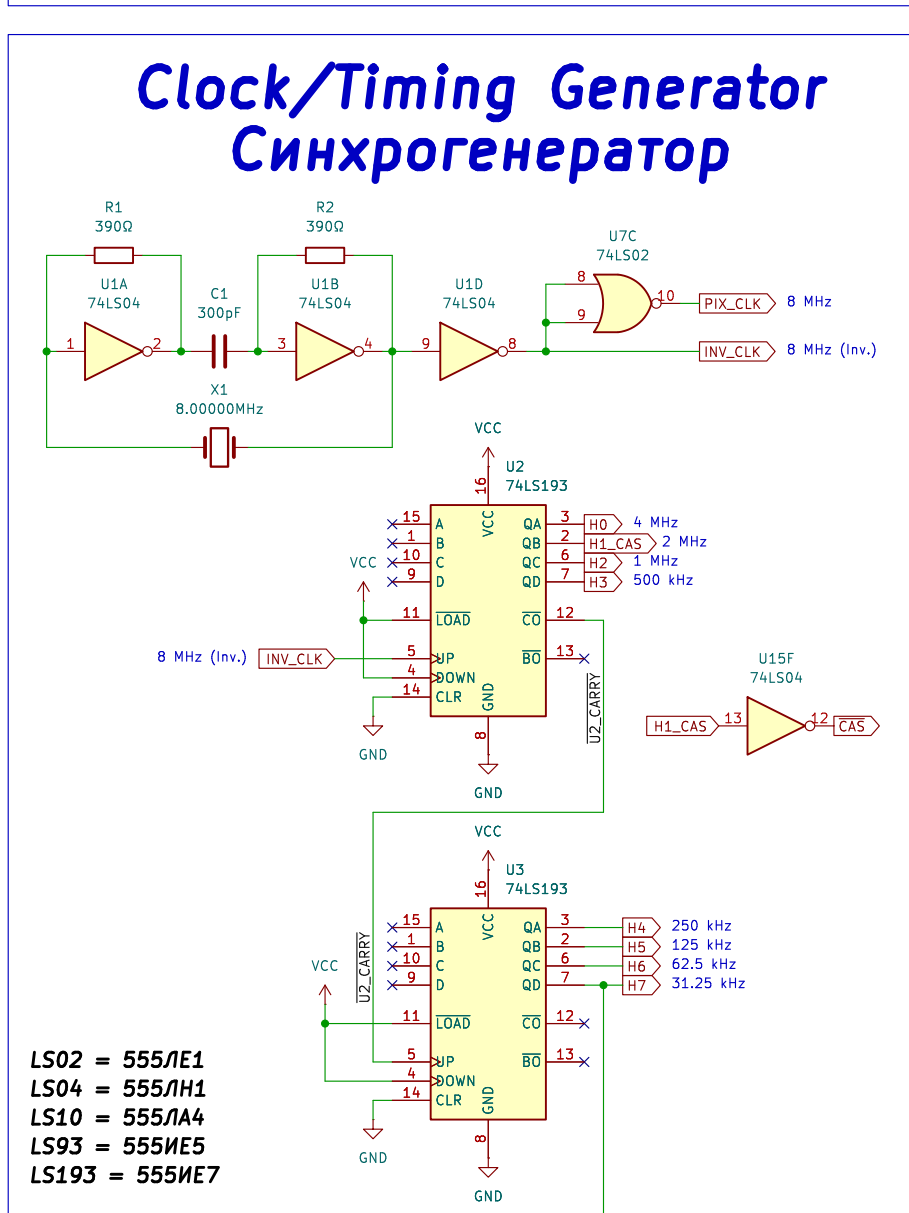 Clock/Timing Generator
Синхрогенератор
R1
390Ω
R2
390Ω
U1A
74LS04
C1
300pF
U1B
74LS04
U1D
74LS04
U7C
74LS02
1
2
3
4
9
8
8
9
10
PIX_CLK
8 MHz
INV_CLK
8 MHz (Inv.)
X1
8.00000MHz
VCC
U2
74LS193
16
VCC
15 A
1 B
10 C
9 D
VCC
11 LOAD
8 MHz (Inv.) INV_CLK
5 UP
4 DOWN
14 CLR
GND
GND
8
GND
QA 3 H0 4 MHz
QB 2 H1_CAS 2 MHz
QC 6 H2 1 MHz
QD 7 H3 500 kHz
CO 12
BO 13
U2_CARRY
U15F
74LS04
H1_CAS 13 12 CAS
VCC
U3
74LS193
16
VCC
15 A
1 B
10 C
9 D
U2_CARRY
VCC
11 LOAD
5 UP
4 DOWN
14 CLR
GND
GND
8
GND
QA 3 H4 250 kHz
QB 2 H5 125 kHz
QC 6 H6 62.5 kHz
QD 7 H7 31.25 kHz
CO 12
BO 13
LS02 = 555ЛЕ1
LS04 = 555ЛН1
LS10 = 555ЛА4
LS93 = 555ИЕ5
LS193 = 555ИЕ7